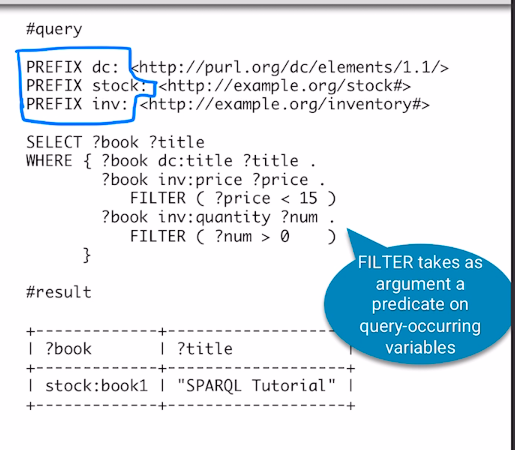 #query
PREFIX dc: <http://purl.org/dc/elements/1.1/>
PREFIX stock: <http://example.org/stock#>
PREFIX inv: <http://example.org/inventory#>
SELECT ?book ?title
WHERE { ?book dc:title ?title .
?book inv:price ?price .
FILTER ( ?price < 15 )
?book inv:quantity ?num .
FILTER ( ?num > 0 )
}
FILTER takes as
argument a
predicate on
query-occurring
variables
#result
+-------------+--------------------+
| ?book | ?title |
+-------------+--------------------+
| stock:book1 | "SPARQL Tutorial" |
+-------------+--------------------+